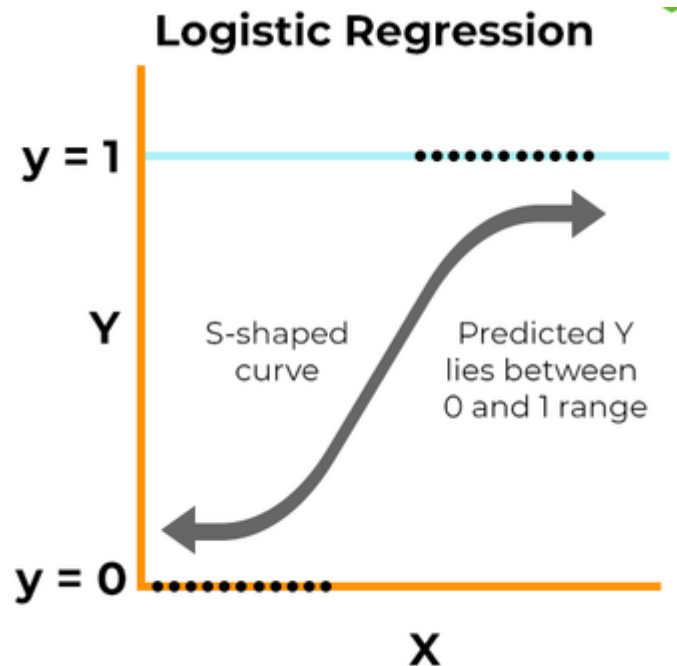 Logistic Regression
y = 1
Y
S-shaped
curve
Predicted Y
lies between
0 and 1 range
y = 0
X